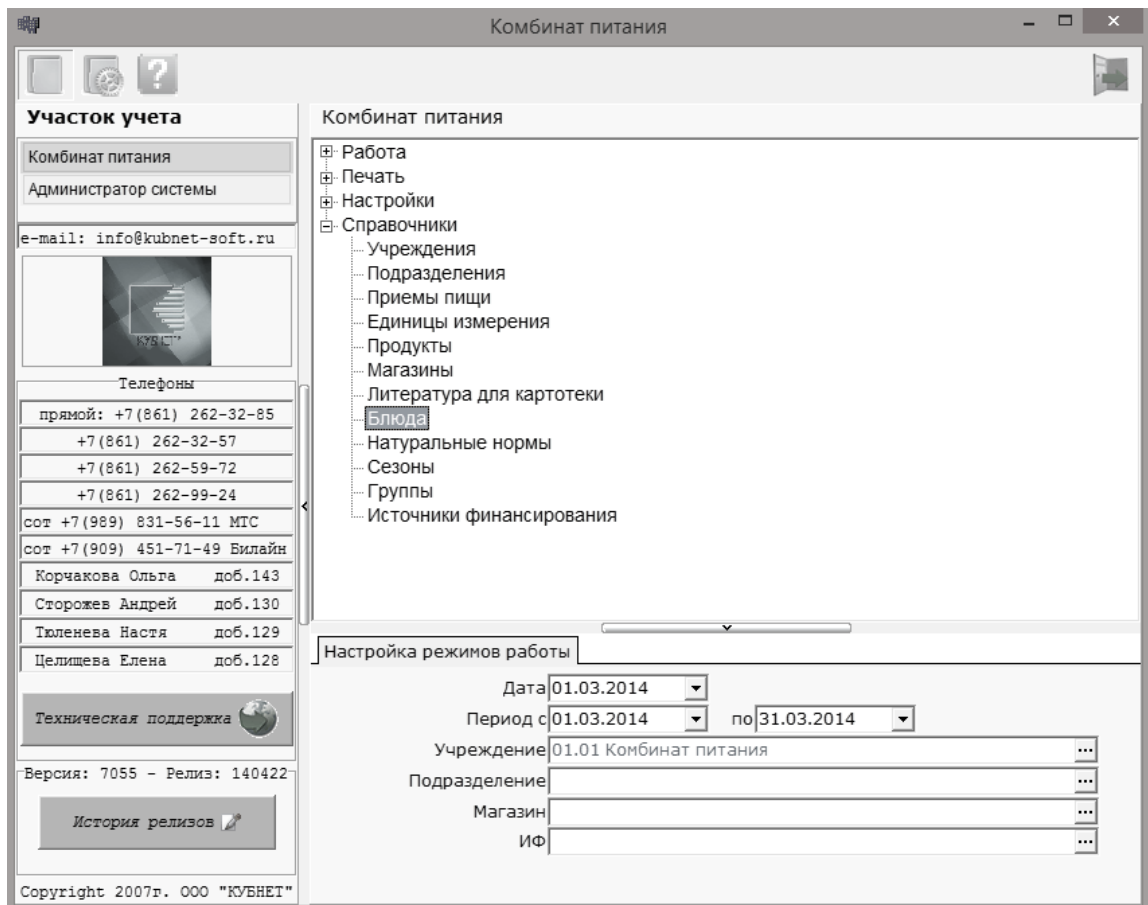 Комбинат питания
?
Участок учета
Комбинат питания
Администратор системы
e-mail: info@kubnet-soft.ru
Телефоны
прямой: +7(861) 262-32-85
+7(861) 262-32-57
+7(861) 262-59-72
+7(861) 262-99-24
сот +7(989) 831-56-11 МТС
сот +7(909) 451-71-49 Билайн
Корчакова Ольга доб.143
Сторожев Андрей доб.130
Тюленева Настя доб.129
Целищева Елена доб.128
Техническая поддержка
Версия: 7055 - Релиз: 140422
История релизов
Copyright 2007г. ООО "КУБНЕТ"
Комбинат питания
Работа
Печать
Настройки
Справочники
Учреждения
Подразделения
Приемы пищи
Единицы измерения
Продукты
Магазины
Литература для картотеки
Блюда
Натуральные нормы
Сезоны
Группы
Источники финансирования
Настройка режимов работы
Дата 01.03.2014
Период с 01.03.2014 по 31.03.2014
Учреждение 01.01 Комбинат питания ...
Подразделение ...
Магазин ...
ИФ ...